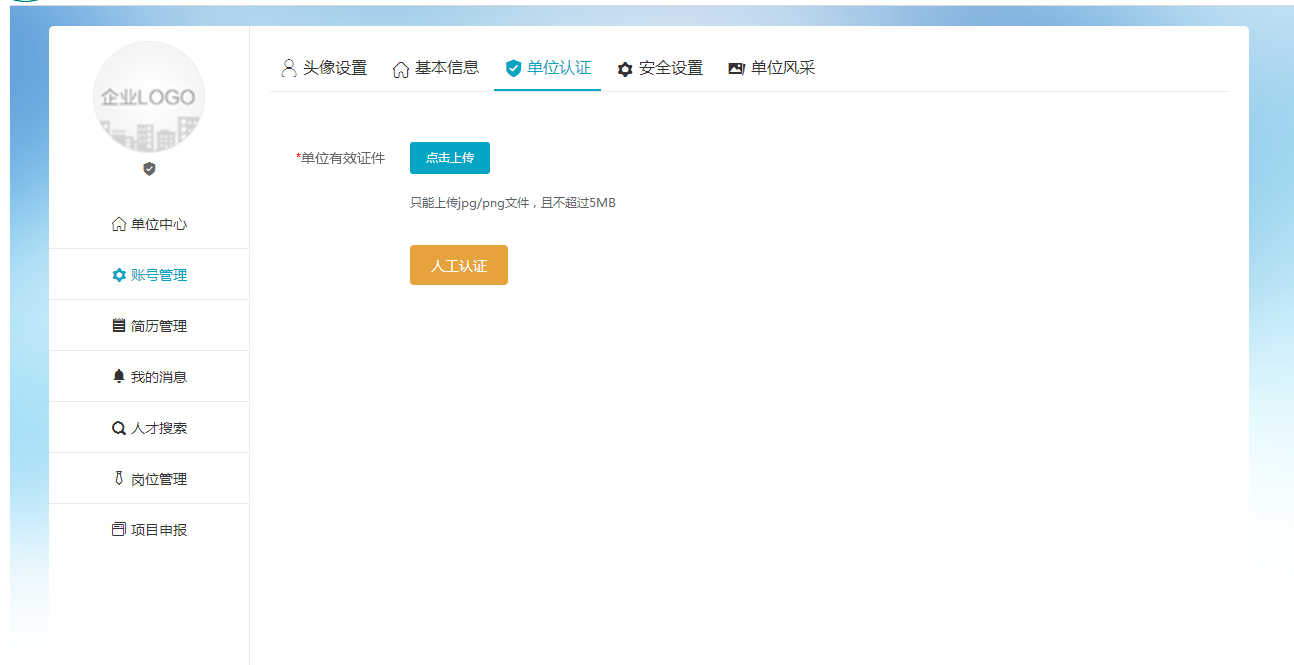 企业LOGO
单位中心
账号管理
简历管理
我的消息
人才搜索
岗位管理
项目申报
头像设置 基本信息 单位认证 安全设置 单位风采
*单位有效证件 点击上传
只能上传jpg/png文件，且不超过5MB
人工认证